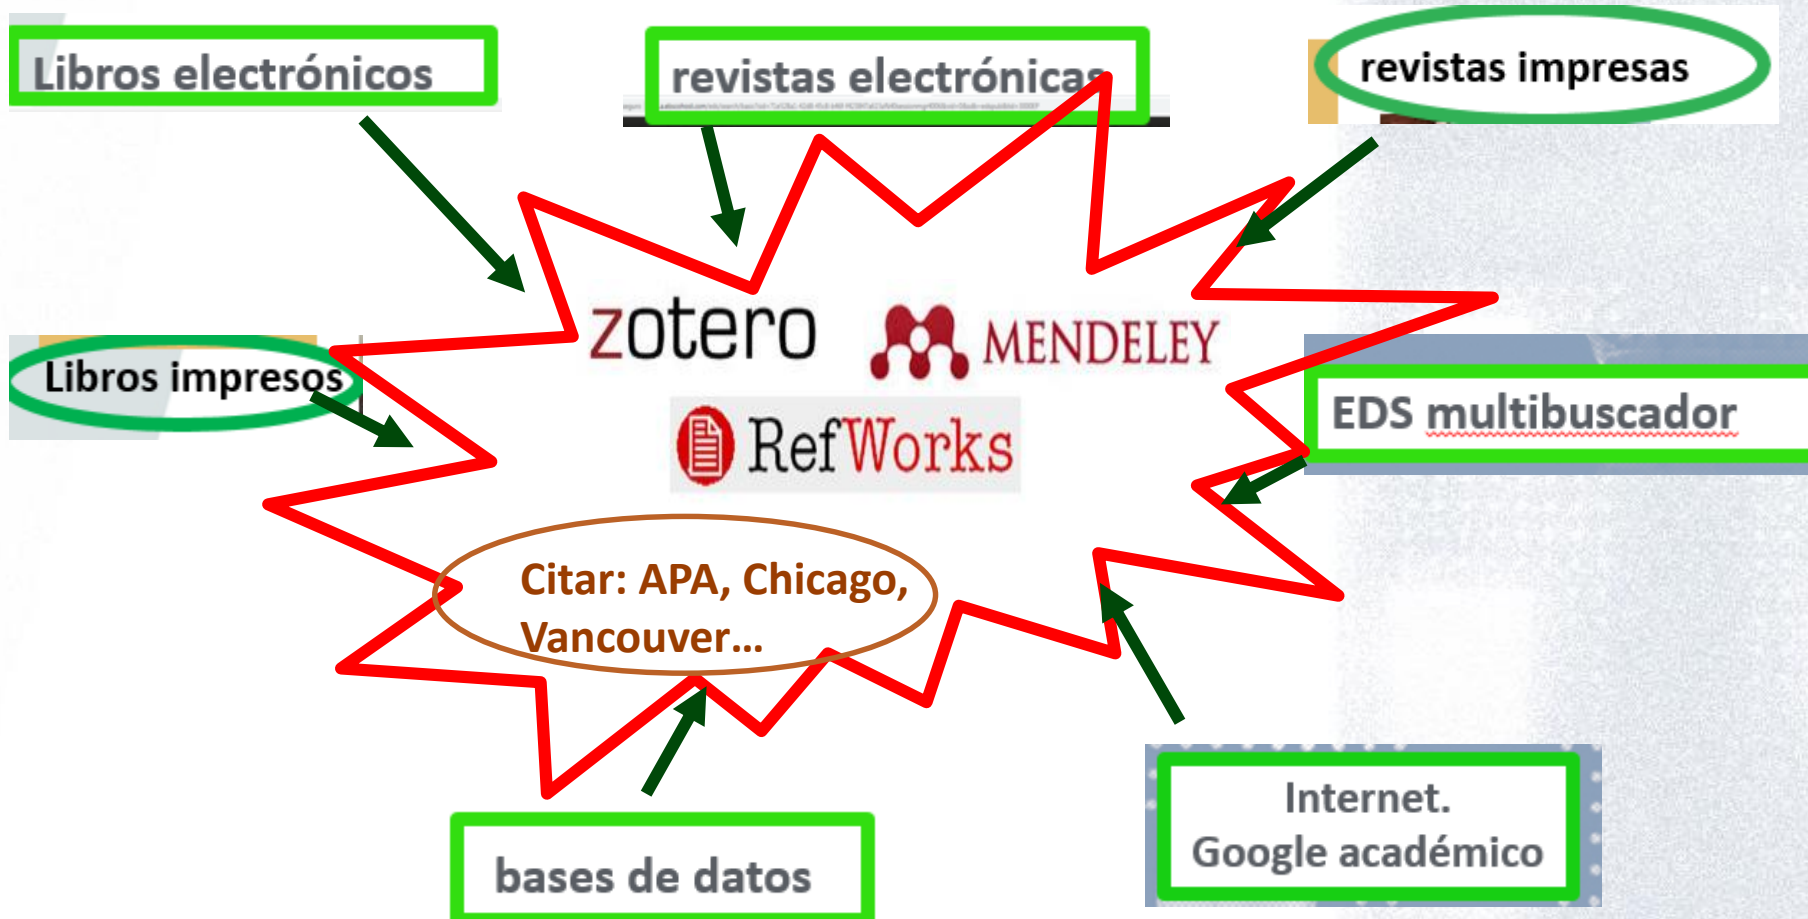 Libros electrónicos
revistas electrónicas
revistas impresas
zotero
MENDELEY
Libros impresos
EDS multibuscador
RefWorks
Citar: APA, Chicago,
Vancouver...
Internet.
Google académico
bases de datos